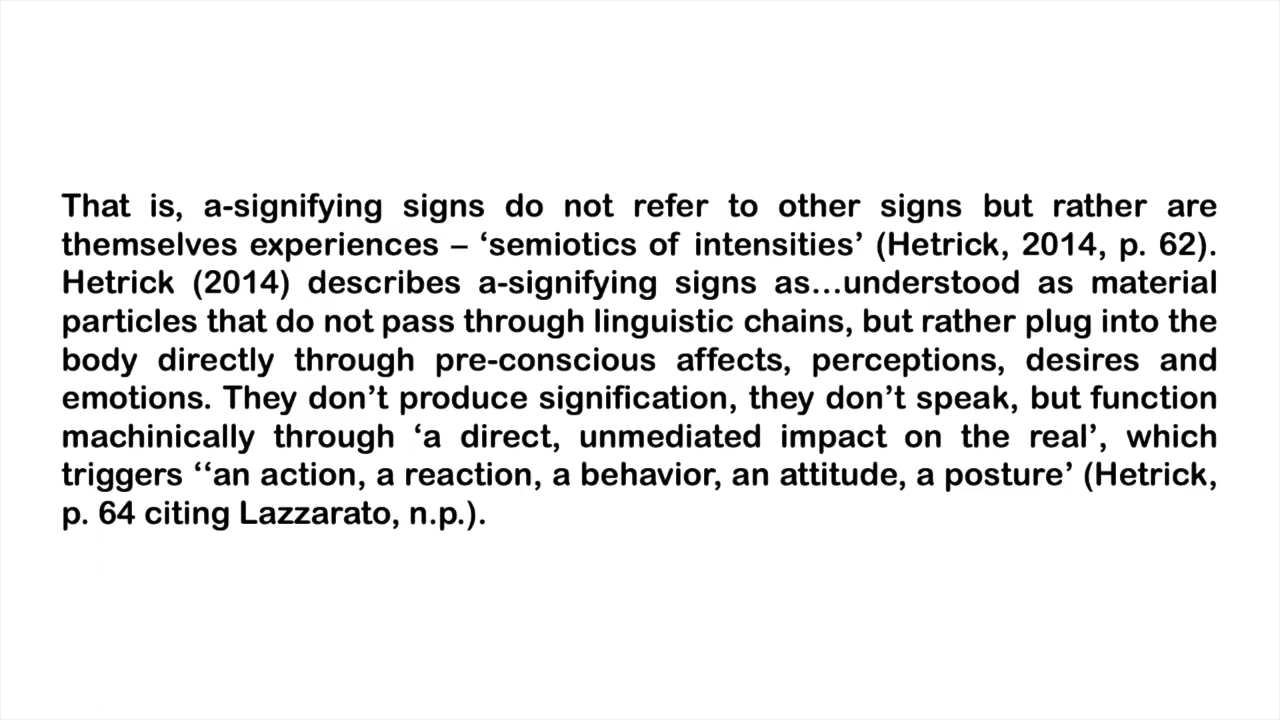 That is, a-signifying signs do not refer to other signs but rather are
themselves experiences – ‘semiotics of intensities’ (Hetrick, 2014, p. 62).
Hetrick (2014) describes a-signifying signs as…understood as material
particles that do not pass through linguistic chains, but rather plug into the
body directly through pre-conscious affects, perceptions, desires and
emotions. They don’t produce signification, they don’t speak, but function
machinically through ‘a direct, unmediated impact on the real’, which
triggers ‘‘an action, a reaction, a behavior, an attitude, a posture’ (Hetrick,
p. 64 citing Lazzarato, n.p.).